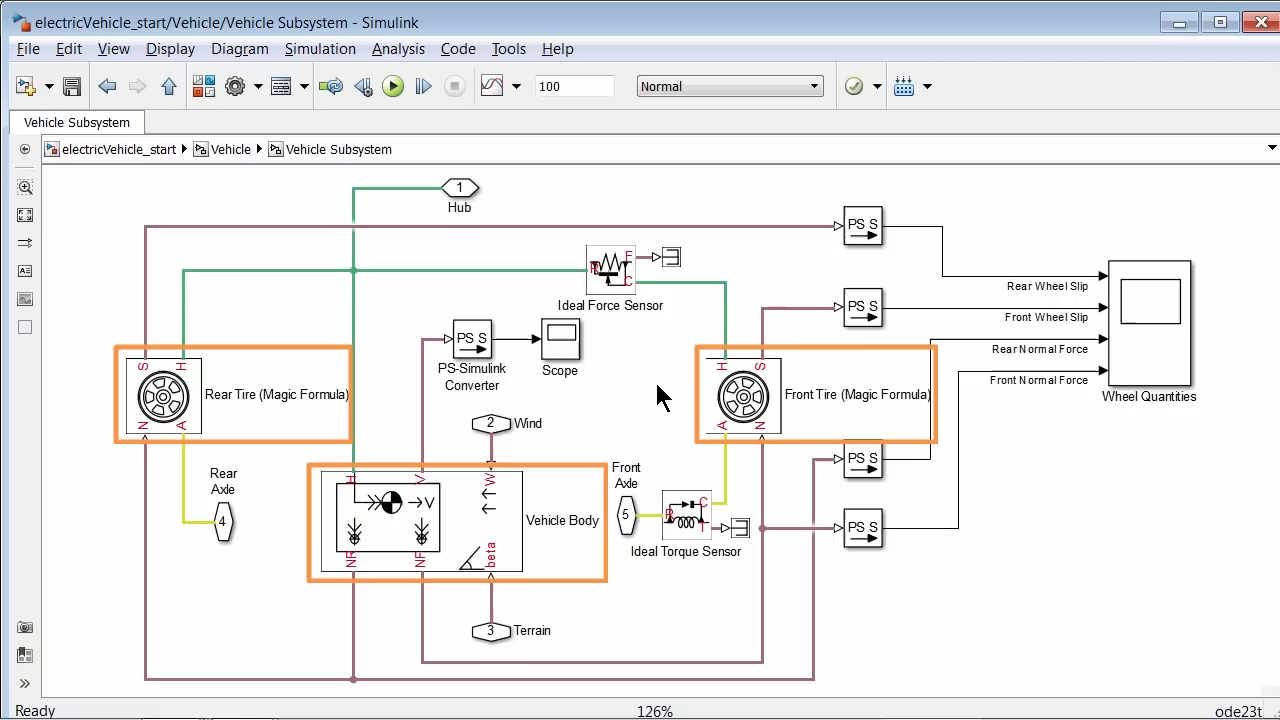 electricVehicle_start/Vehicle/Vehicle Subsystem - Simulink
File Edit View Display Diagram Simulation Analysis Code Tools Help
100
Normal
Vehicle Subsystem
electricVehicle_start Vehicle Vehicle Subsystem
1
Hub
PS S
Rear Wheel Slip
R F C
Ideal Force Sensor
PS S
Front Wheel Slip
PS S
PS-Simulink
Converter
Scope
Rear Normal Force
Front Normal Force
Wheel Quantities
S H
Rear Tire (Magic Formula)
N A
H S
Front Tire (Magic Formula)
A N
2
Wind
Rear
Axle
4
H V W
V
Vehicle Body
NR NF beta
Front
Axle
5
R C T
Ideal Torque Sensor
PS S
PS S
3
Terrain
Ready
126%
ode23t